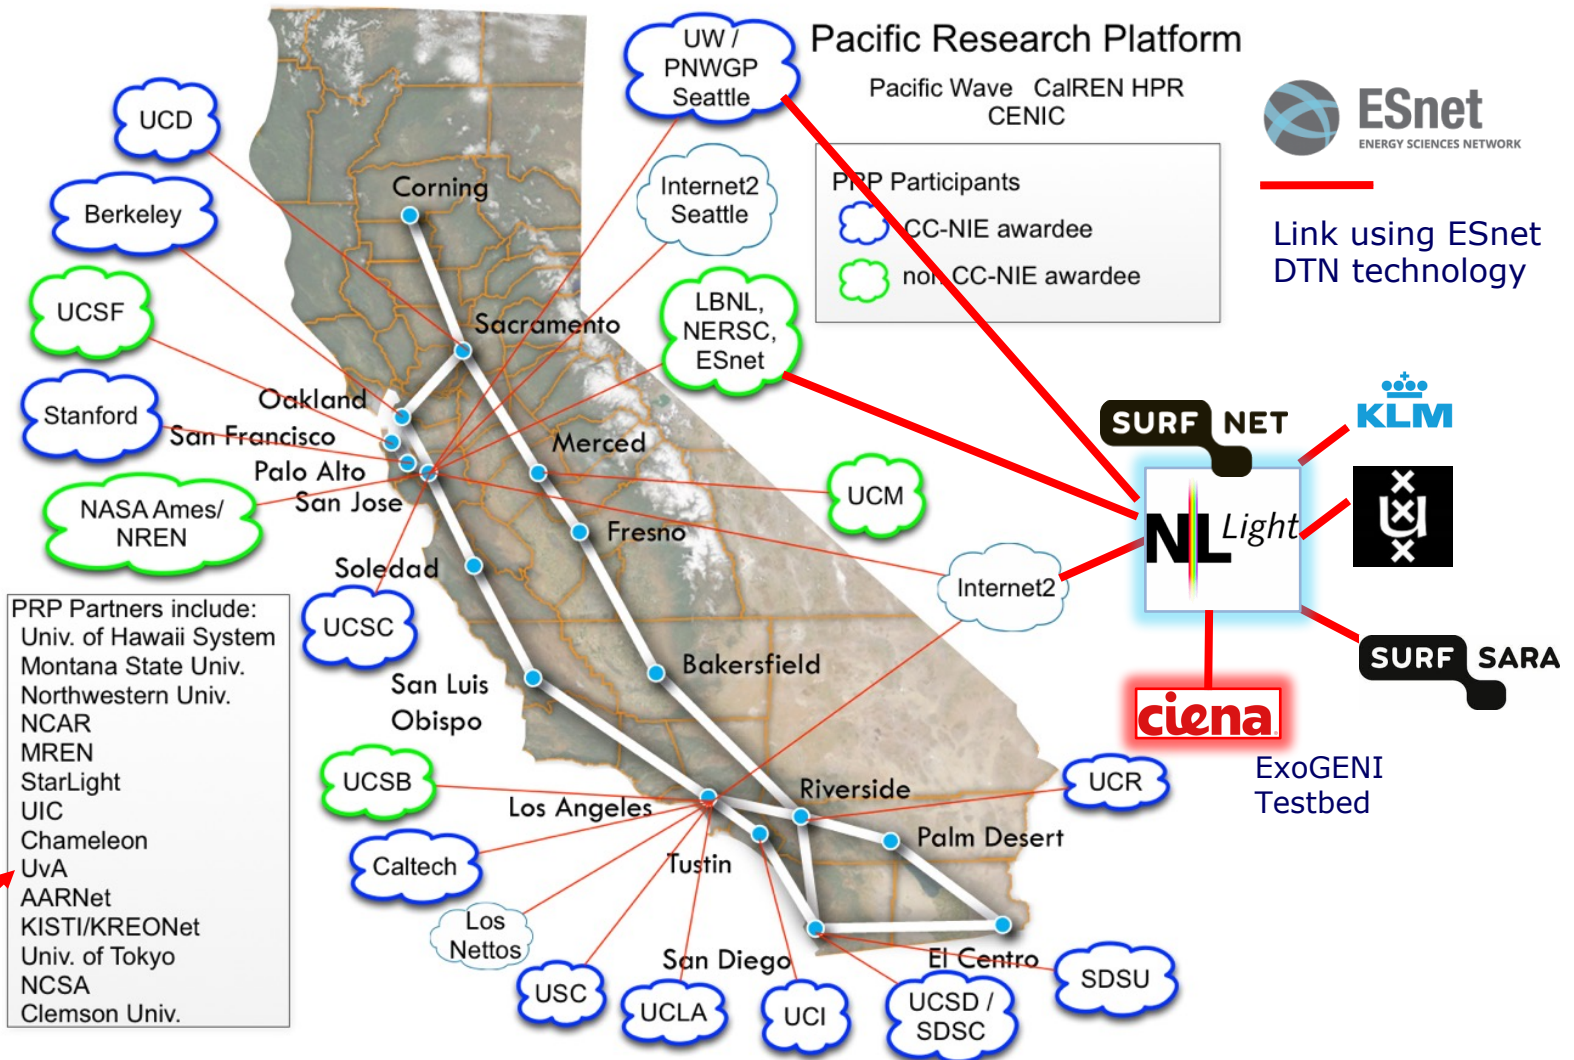 Pacific Research Platform
Pacific Wave CalREN HPR
CENIC
PRP Participants
CC-NIE awardee
non CC-NIE awardee
ESnet
ENERGY SCIENCES NETWORK
Link using ESnet
DTN technology
UW /
PNWGP
Seattle
Internet2
Seattle
LBNL,
NERSC,
ESnet
UCD
Berkeley
UCSF
Stanford
NASA Ames/
NREN
UCSC
Corning
Sacramento
Oakland
San Francisco
Palo Alto
San Jose
Merced
Fresno
Soledad
San Luis
Obispo
Bakersfield
UCM
Internet2
SURF NET
KLM
NL Light
U
SURF SARA
ciena
ExoGENI
Testbed
PRP Partners include:
Univ. of Hawaii System
Montana State Univ.
Northwestern Univ.
NCAR
MREN
StarLight
UIC
Chameleon
UvA
AARNet
KISTI/KREONet
Univ. of Tokyo
NCSA
Clemson Univ.
UCSB
Los Angeles
Riverside
UCR
Palm Desert
Tustin
Caltech
Los
Nettos
San Diego
El Centro
USC
UCLA
UCI
UCSD /
SDSC
SDSU